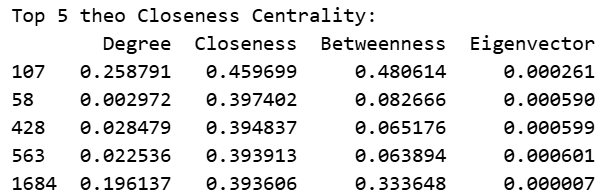 Top 5 theo Closeness Centrality:
Degree Closeness Betweenness Eigenvector
107 0.258791 0.459699 0.480614 0.000261
58 0.002972 0.397402 0.082666 0.000590
428 0.028479 0.394837 0.065176 0.000599
563 0.022536 0.393913 0.063894 0.000601
1684 0.196137 0.393606 0.333648 0.000007